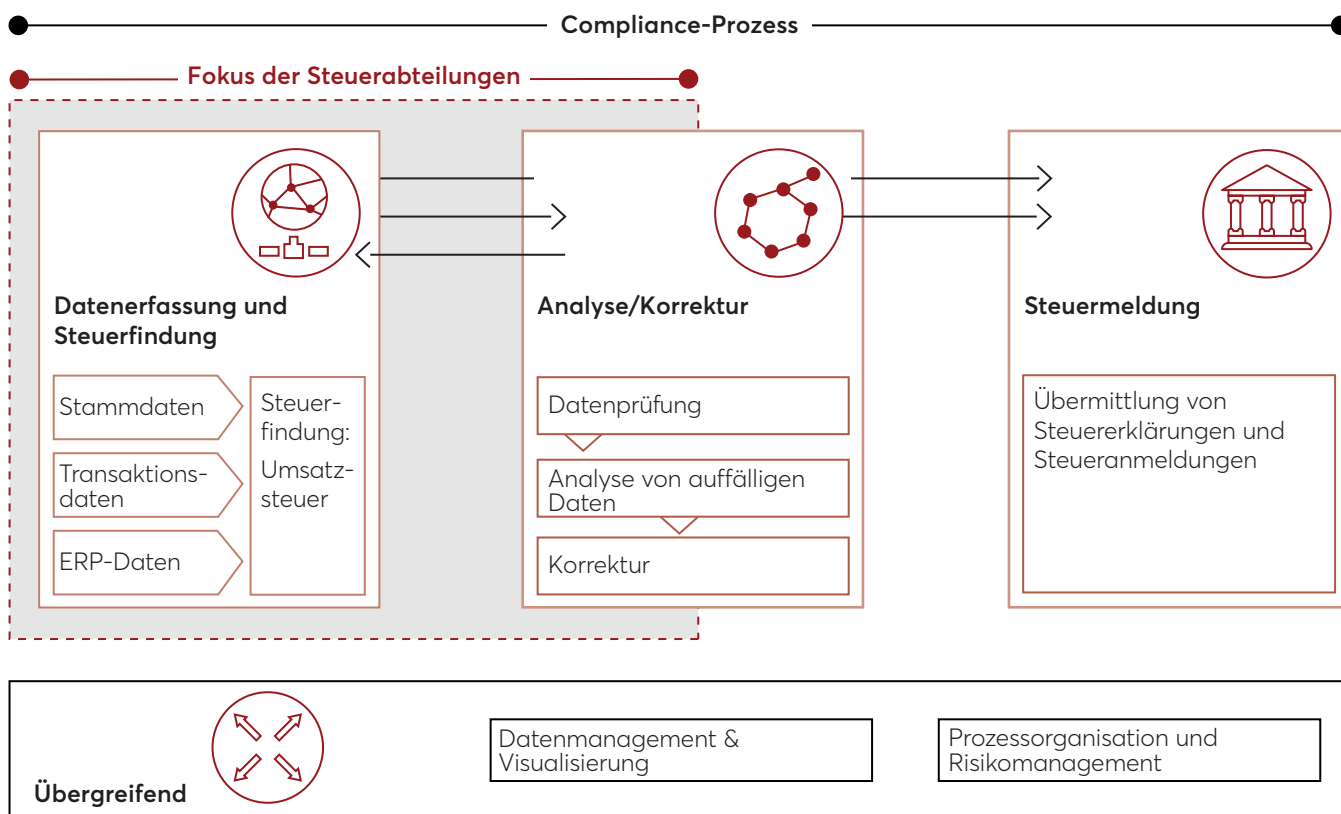 Compliance-Prozess
Fokus der Steuerabteilungen
Datenerfassung und
Steuerfindung
Stammdaten
Transaktions-
daten
ERP-Daten
Steuer-
findung:
Umsatz-
steuer
Analyse/Korrektur
Datenprüfung
Analyse von auffälligen
Daten
Korrektur
Steuermeldung
Übermittlung von
Steuererklärungen und
Steueranmeldungen
Übergreifend
Datenmanagement &
Visualisierung
Prozessorganisation und
Risikomanagement